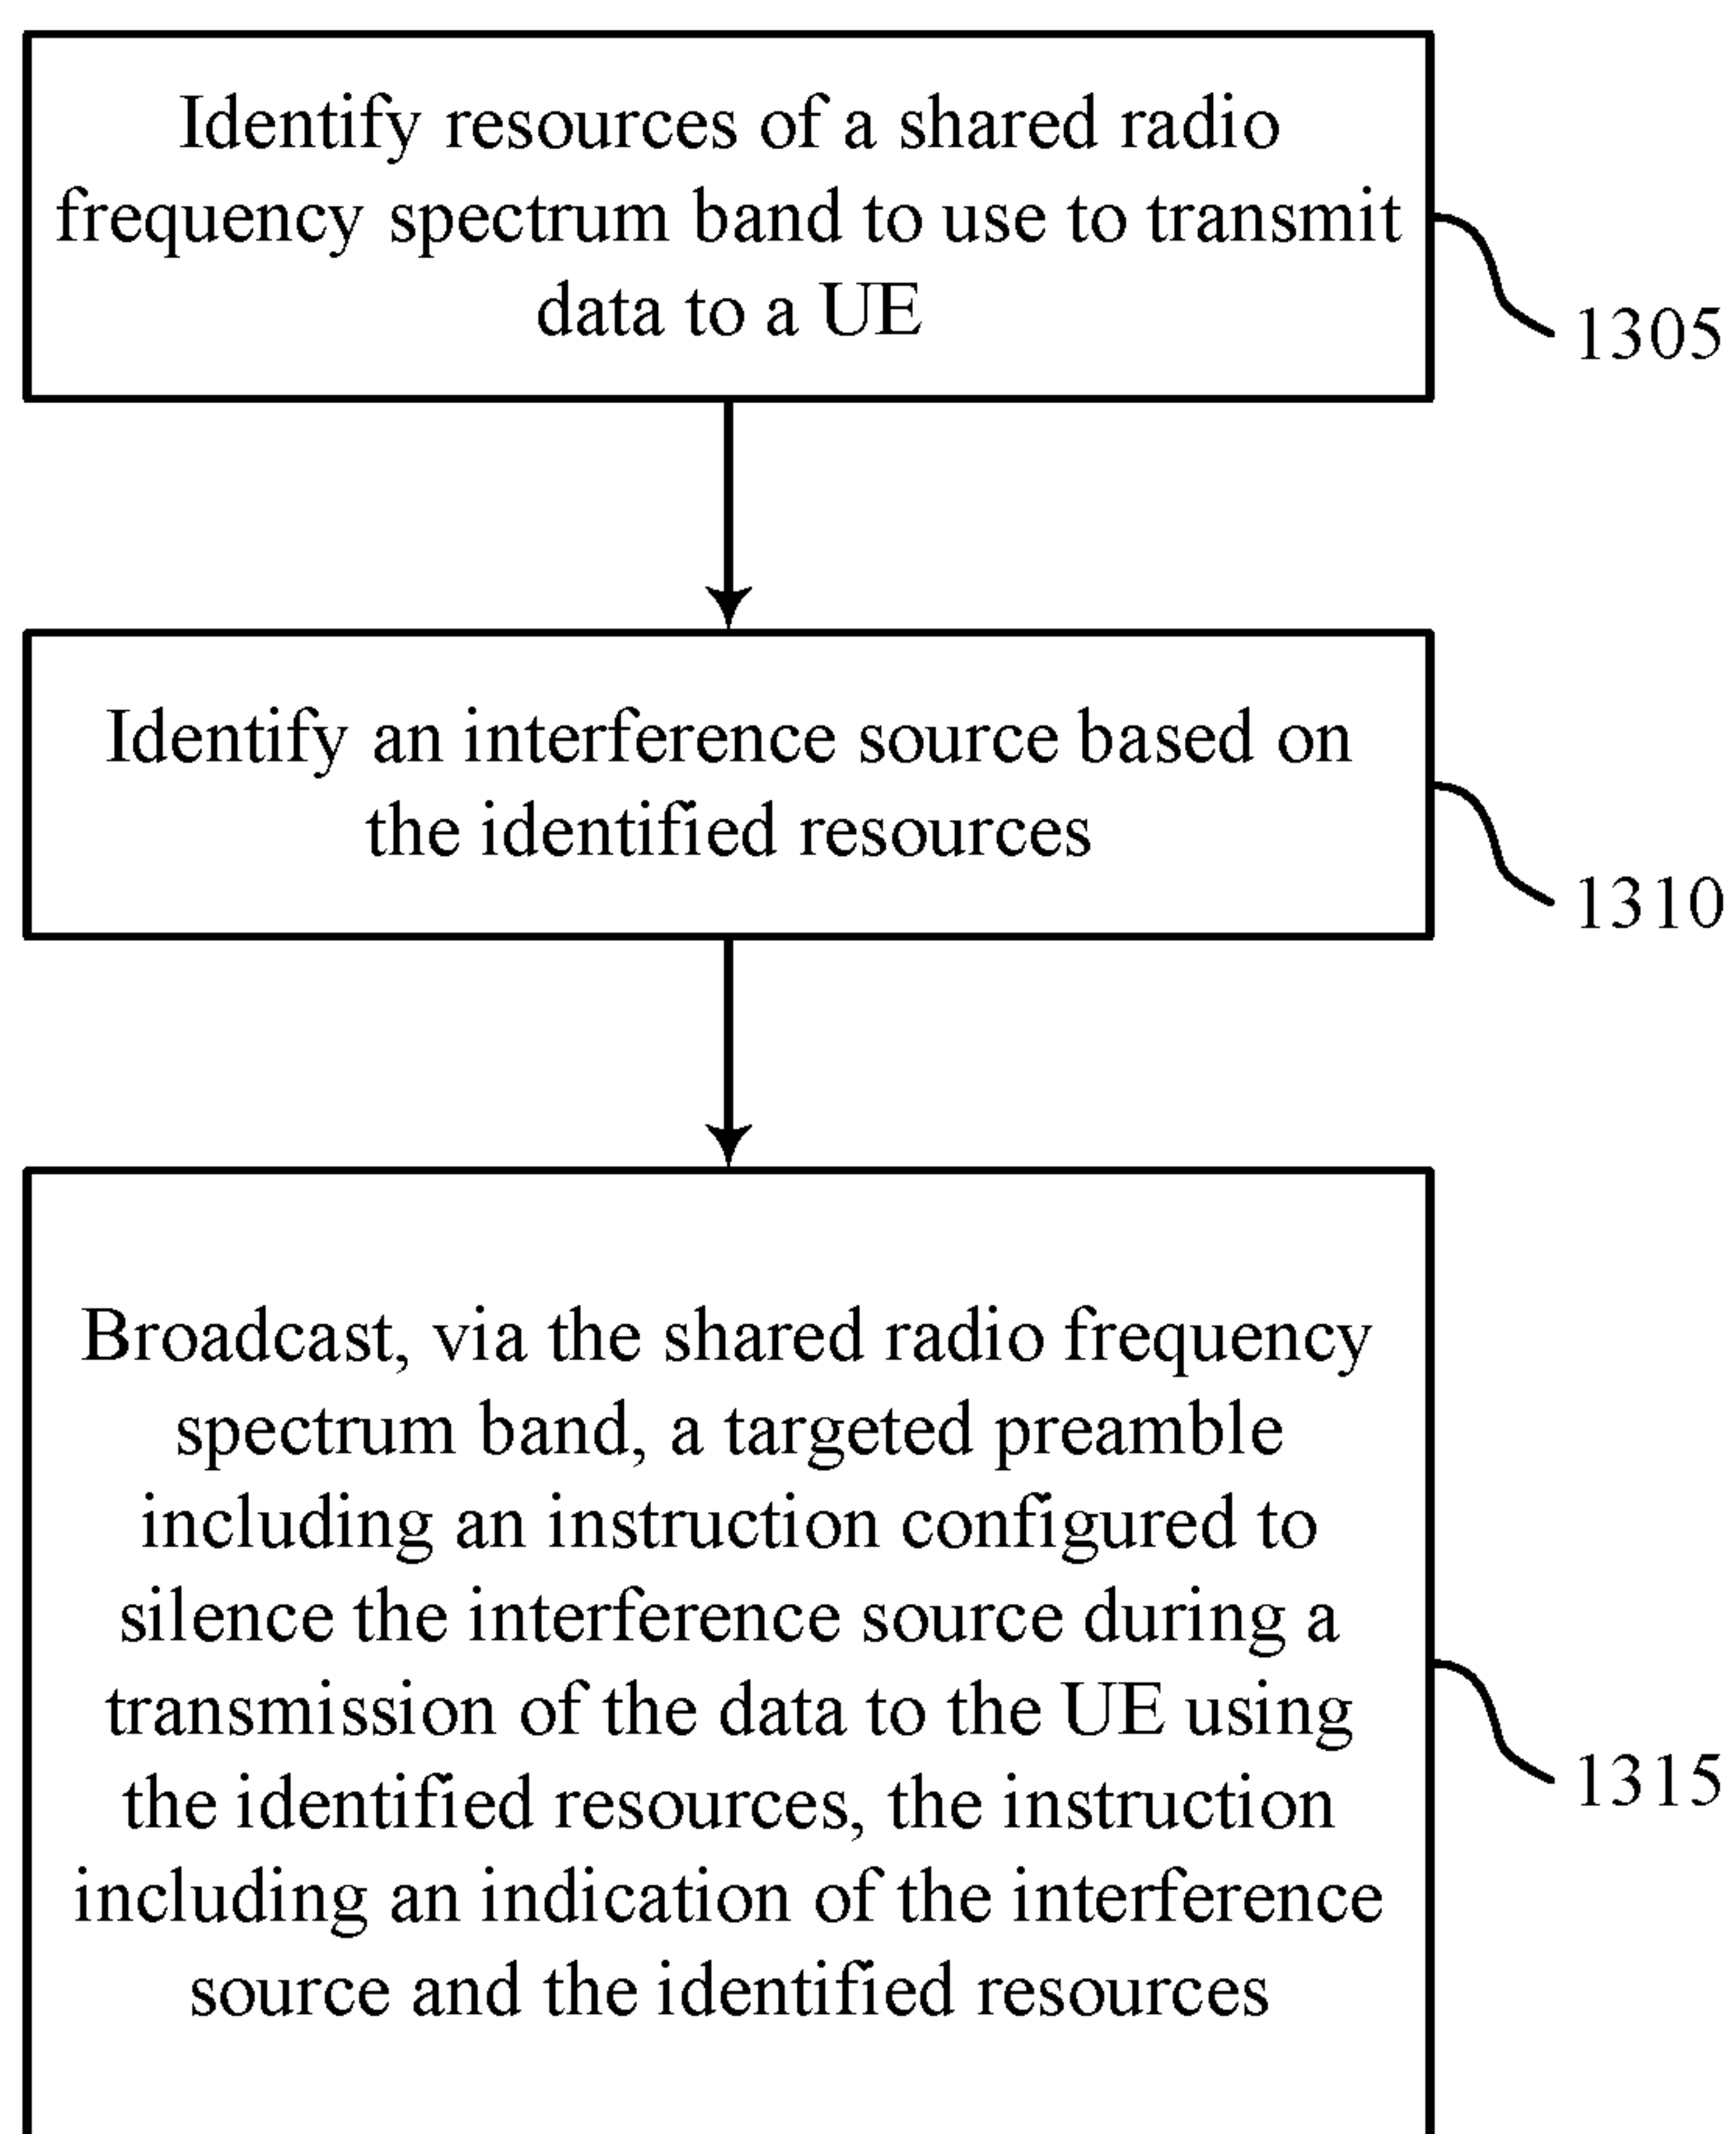 Identify resources of a shared radio
frequency spectrum band to use to transmit
data to a UE
1305
Identify an interference source based on
the identified resources
1310
Broadcast, via the shared radio frequency
spectrum band, a targeted preamble
including an instruction configured to
silence the interference source during a
transmission of the data to the UE using
the identified resources, the instruction
including an indication of the interference
source and the identified resources
1315